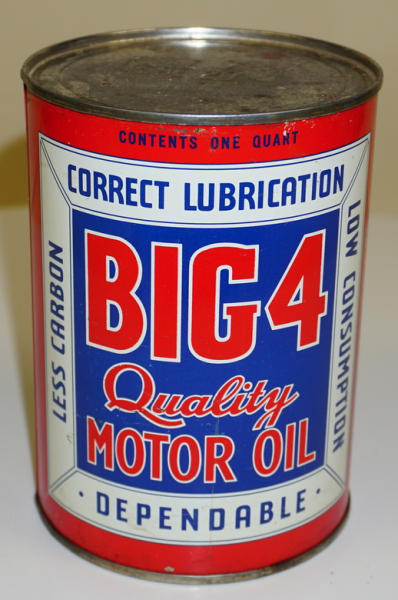 CONTENTS ONE QUART
CORRECT LUBRICATION
LESS CARBON
BIG 4
Quality
MOTOR OIL
LOW CONSUMPTION
· DEPENDABLE ·